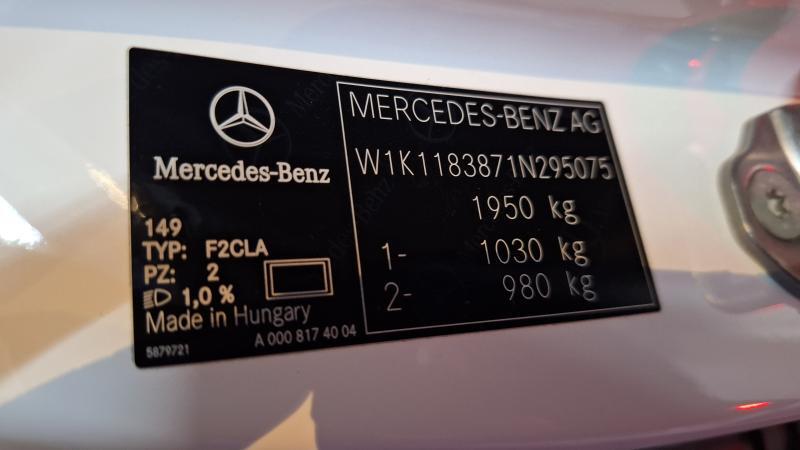 Mercedes-Benz
149
TYP: F2CLA
PZ: 2
1,0 %
Made in Hungary
5879721
A 000 817 40 04
MERCEDES-BENZ AG
W1K1183871N295075
1950 kg
1- 1030 kg
2- 980 kg